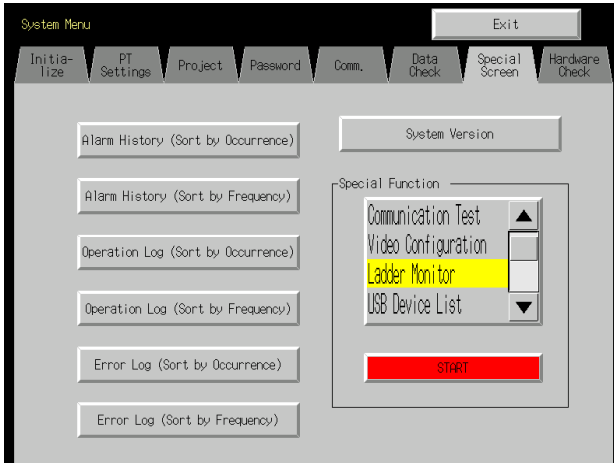 System Menu
Exit
Initia-
lize
PT
Settings
Project
Password
Comm.
Data
Check
Special
Screen
Hardware
Check
Alarm History (Sort by Occurrence)
Alarm History (Sort by Frequency)
Operation Log (Sort by Occurrence)
Operation Log (Sort by Frequency)
Error Log (Sort by Occurrence)
Error Log (Sort by Frequency)
System Version
Special Function
Communication Test
Video Configuration
Ladder Monitor
USB Device List
START